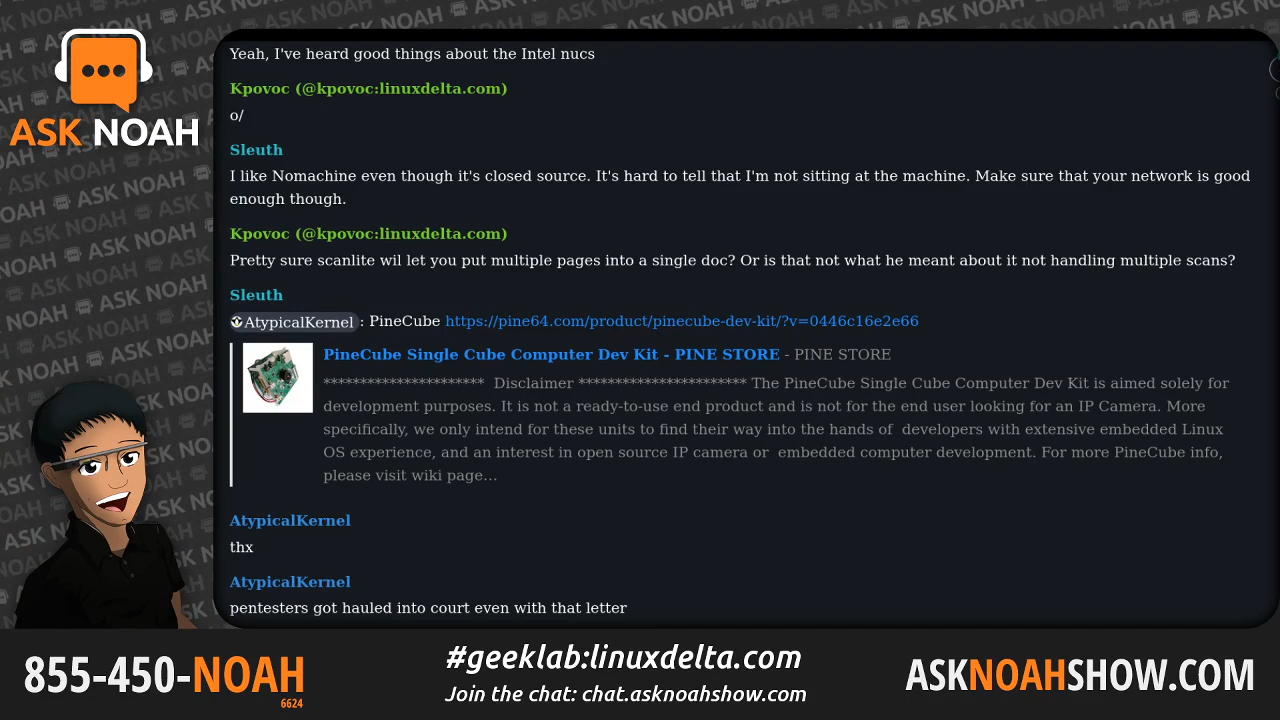 ASK NOAH
Yeah, I've heard good things about the Intel nucs
Kpovoc (@kpovoc:linuxdelta.com)
o/
Sleuth
I like Nomachine even though it's closed source. It's hard to tell that I'm not sitting at the machine. Make sure that your network is good
enough though.
Kpovoc (@kpovoc:linuxdelta.com)
Pretty sure scanlite wil let you put multiple pages into a single doc? Or is that not what he meant about it not handling multiple scans?
Sleuth
AtypicalKernel : PineCube https://pine64.com/product/pinecube-dev-kit/?v=0446c16e2e66
PineCube Single Cube Computer Dev Kit - PINE STORE - PINE STORE
********************** Disclaimer *********************** The PineCube Single Cube Computer Dev Kit is aimed solely for
development purposes. It is not a ready-to-use end product and is not for the end user looking for an IP Camera. More
specifically, we only intend for these units to find their way into the hands of developers with extensive embedded Linux
OS experience, and an interest in open source IP camera or embedded computer development. For more PineCube info,
please visit wiki page...
AtypicalKernel
thx
AtypicalKernel
pentesters got hauled into court even with that letter
855-450-NOAH
6624
#geeklab:linuxdelta.com
Join the chat: chat.asknoahshow.com
ASKNOAHSHOW.COM